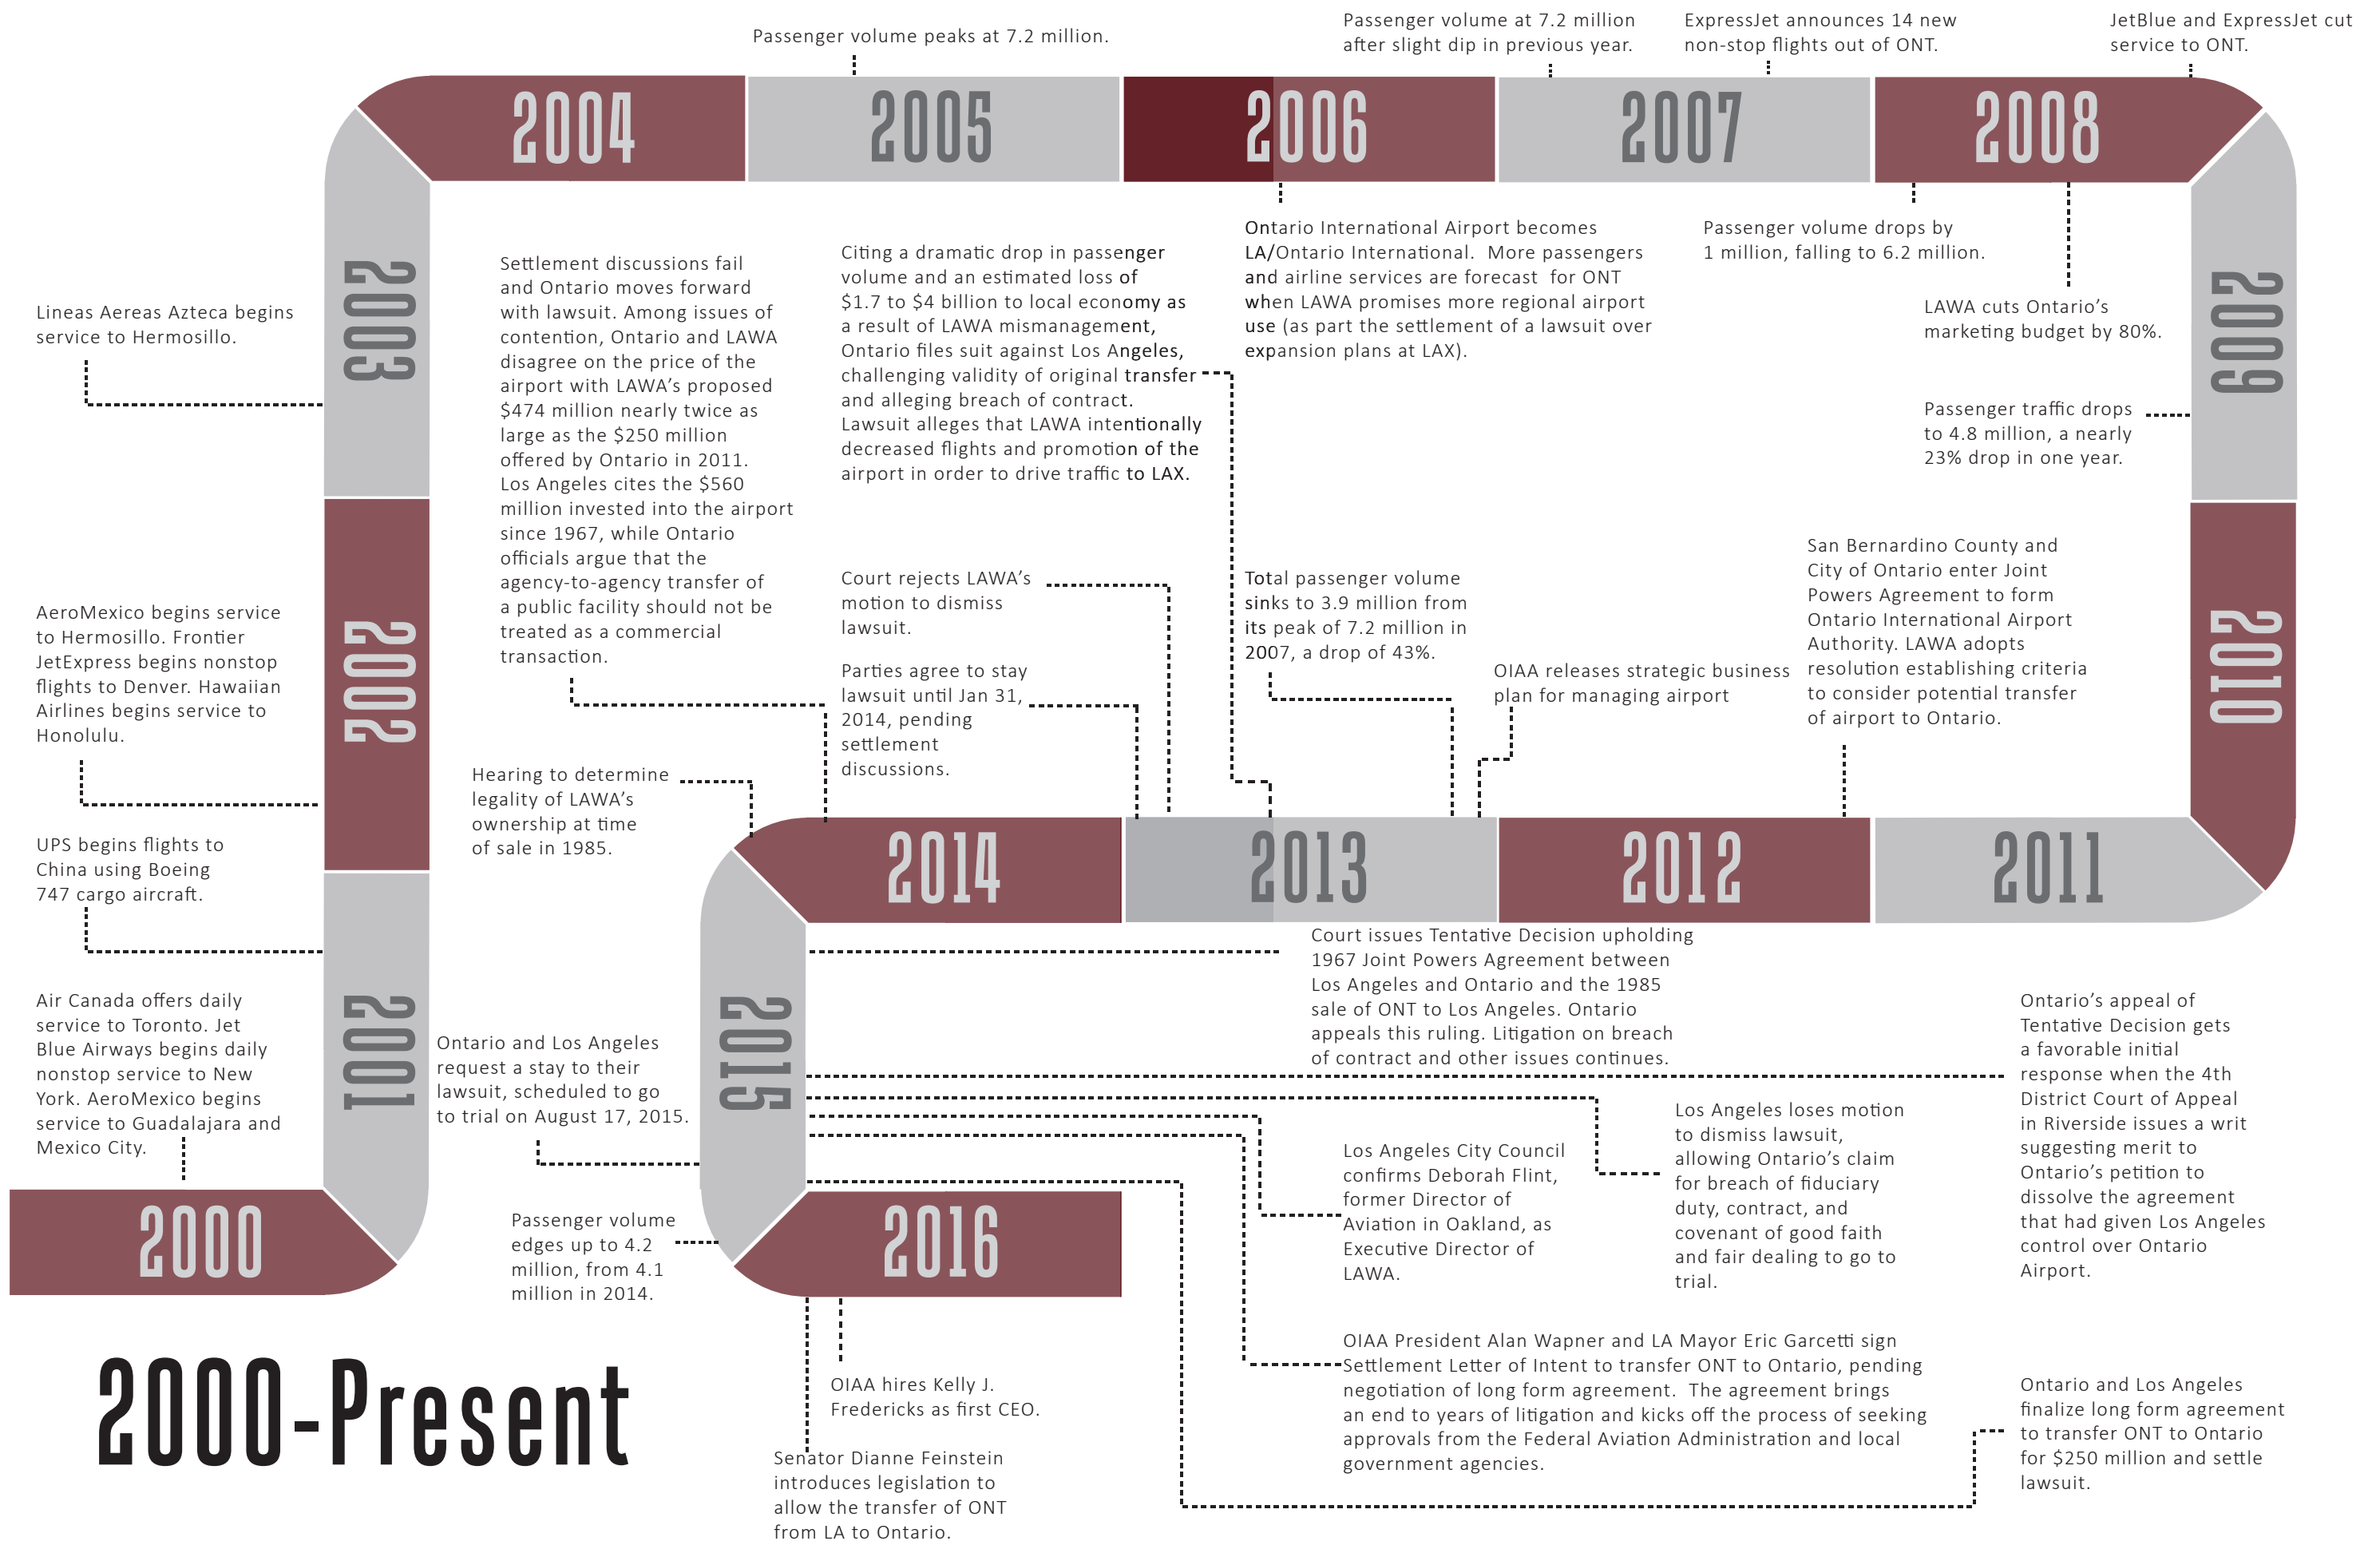 Passenger volume peaks at 7.2 million.
Passenger volume at 7.2 million
after slight dip in previous year.
ExpressJet announces 14 new
non-stop flights out of ONT.
JetBlue and ExpressJet cut
service to ONT.
2004
2005
2006
2007
2008
2003
2009
Lineas Aereas Azteca begins
service to Hermosillo.
Settlement discussions fail
and Ontario moves forward
with lawsuit. Among issues of
contention, Ontario and LAWA
disagree on the price of the
airport with LAWA’s proposed
$474 million nearly twice as
large as the $250 million
offered by Ontario in 2011.
Los Angeles cites the $560
million invested into the airport
since 1967, while Ontario
officials argue that the
agency-to-agency transfer of
a public facility should not be
treated as a commercial
transaction.
Citing a dramatic drop in passenger
volume and an estimated loss of
$1.7 to $4 billion to local economy as
a result of LAWA mismanagement,
Ontario files suit against Los Angeles,
challenging validity of original transfer
and alleging breach of contract.
Lawsuit alleges that LAWA intentionally
decreased flights and promotion of the
airport in order to drive traffic to LAX.
Ontario International Airport becomes
LA/Ontario International.  More passengers
and airline services are forecast  for ONT
when LAWA promises more regional airport
use (as part the settlement of a lawsuit over
expansion plans at LAX).
Passenger volume drops by
1 million, falling to 6.2 million.
LAWA cuts Ontario’s
marketing budget by 80%.
Passenger traffic drops
to 4.8 million, a nearly
23% drop in one year.
2002
2010
AeroMexico begins service
to Hermosillo. Frontier
JetExpress begins nonstop
flights to Denver. Hawaiian
Airlines begins service to
Honolulu.
Court rejects LAWA’s
motion to dismiss
lawsuit.
Parties agree to stay
lawsuit until Jan 31,
2014, pending
settlement
discussions.
Total passenger volume
sinks to 3.9 million from
its peak of 7.2 million in
2007, a drop of 43%.
OIAA releases strategic business
plan for managing airport
San Bernardino County and
City of Ontario enter Joint
Powers Agreement to form
Ontario International Airport
Authority. LAWA adopts
resolution establishing criteria
to consider potential transfer
of airport to Ontario.
Hearing to determine
legality of LAWA’s
ownership at time
of sale in 1985.
2014
2013
2012
2011
UPS begins flights to
China using Boeing
747 cargo aircraft.
2001
2015
Air Canada offers daily
service to Toronto. Jet
Blue Airways begins daily
nonstop service to New
York. AeroMexico begins
service to Guadalajara and
Mexico City.
Ontario and Los Angeles
request a stay to their
lawsuit, scheduled to go
to trial on August 17, 2015.
Court issues Tentative Decision upholding
1967 Joint Powers Agreement between
Los Angeles and Ontario and the 1985
sale of ONT to Los Angeles. Ontario
appeals this ruling. Litigation on breach
of contract and other issues continues.
Ontario’s appeal of
Tentative Decision gets
a favorable initial
response when the 4th
District Court of Appeal
in Riverside issues a writ
suggesting merit to
Ontario’s petition to
dissolve the agreement
that had given Los Angeles
control over Ontario
Airport.
Los Angeles City Council
confirms Deborah Flint,
former Director of
Aviation in Oakland, as
Executive Director of
LAWA.
Los Angeles loses motion
to dismiss lawsuit,
allowing Ontario’s claim
for breach of fiduciary
duty, contract, and
covenant of good faith
and fair dealing to go to
trial.
2000
Passenger volume
edges up to 4.2
million, from 4.1
million in 2014.
2016
OIAA President Alan Wapner and LA Mayor Eric Garcetti sign
Settlement Letter of Intent to transfer ONT to Ontario, pending
negotiation of long form agreement.  The agreement brings
an end to years of litigation and kicks off the process of seeking
approvals from the Federal Aviation Administration and local
government agencies.
Ontario and Los Angeles
finalize long form agreement
to transfer ONT to Ontario
for $250 million and settle
lawsuit.
2000-Present
OIAA hires Kelly J.
Fredericks as first CEO.
Senator Dianne Feinstein
introduces legislation to
allow the transfer of ONT
from LA to Ontario.